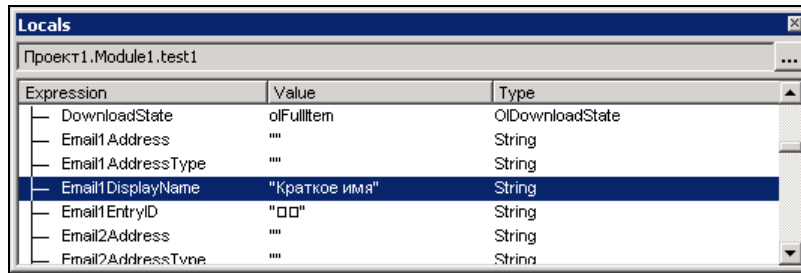 Locals
Проект1.Module1.test1
...
Expression Value Type
DownloadState olFullItem OlDownloadState
Email1Address "" String
Email1AddressType "" String
Email1DisplayName "Краткое имя" String
Email1EntryID "□□" String
Email2Address "" String
Email2AddressType "" String